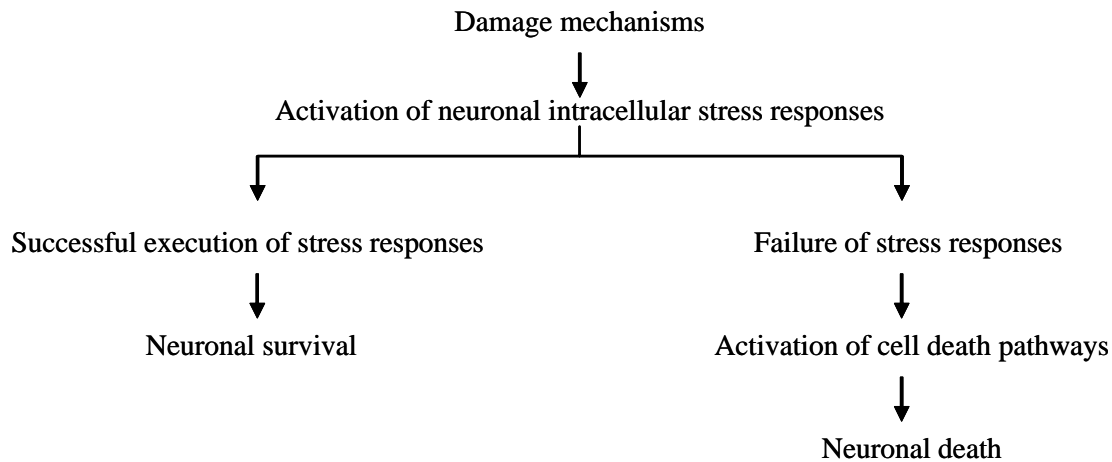 Damage mechanisms
Activation of neuronal intracellular stress responses
Successful execution of stress responses
Failure of stress responses
Neuronal survival
Activation of cell death pathways
Neuronal death